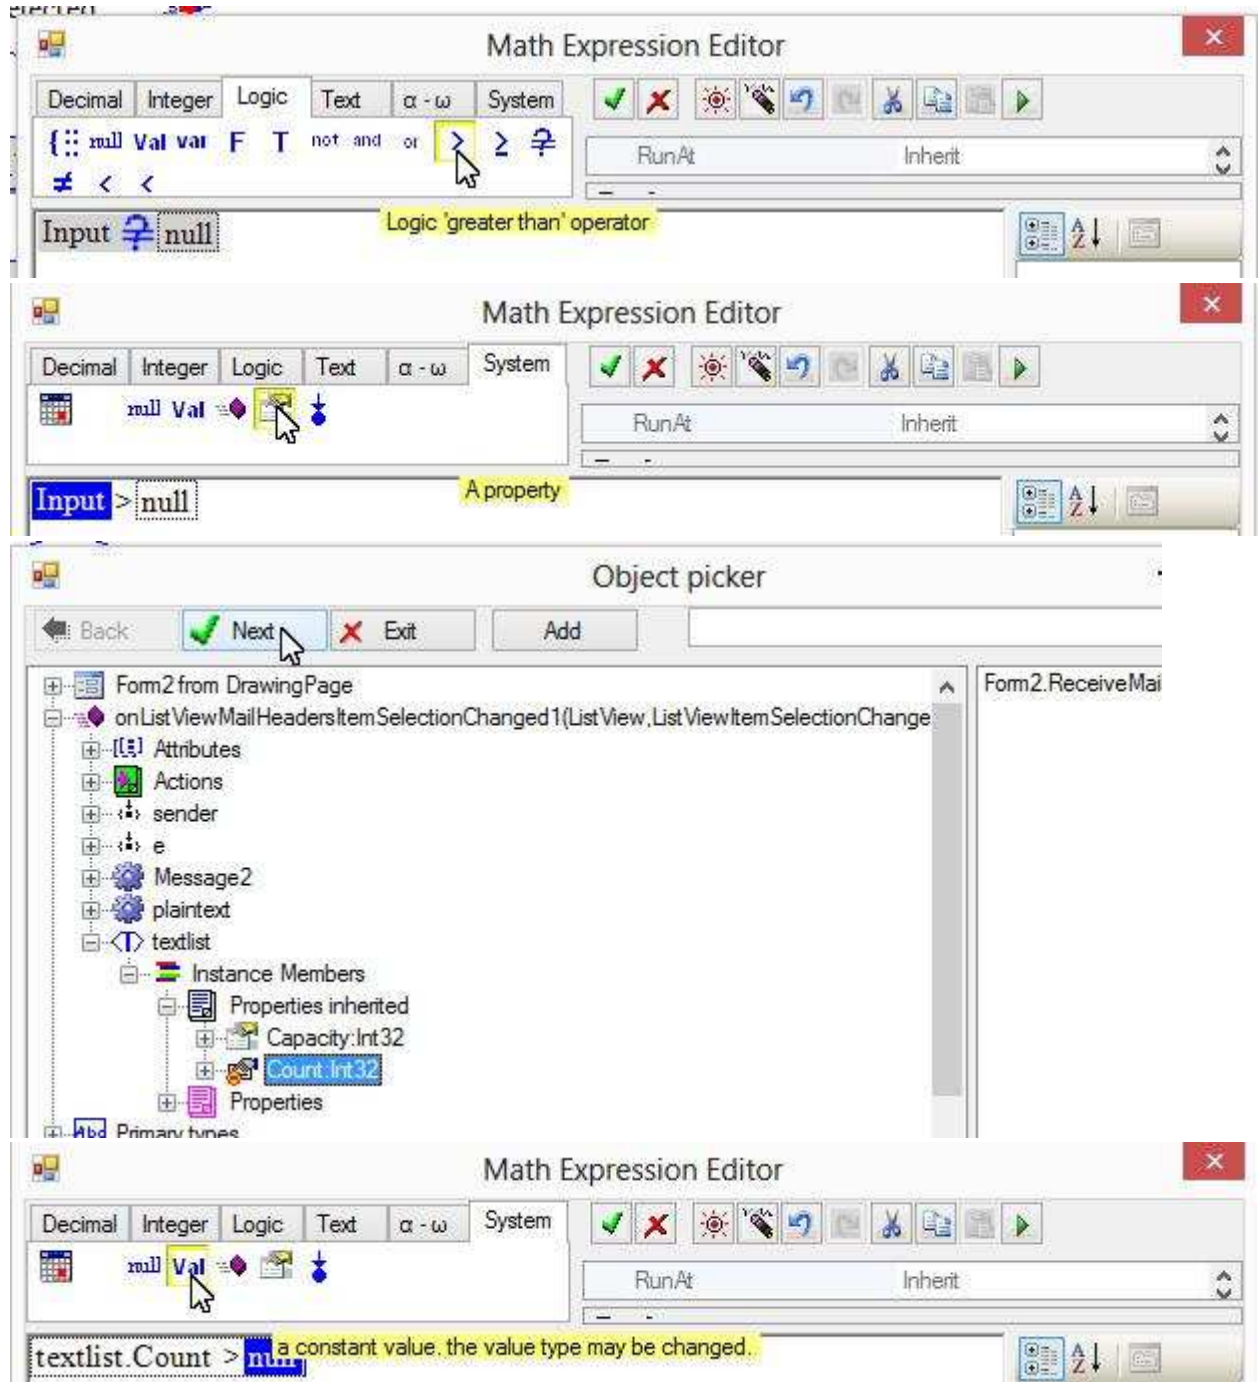 Math Expression Editor
Decimal Integer Logic Text α - ω System
null Val var F T not and or > ≥
RunAt Inherit
≠ < <
Logic 'greater than' operator
Input null
Math Expression Editor
Decimal Integer Logic Text α - ω System
null Val
RunAt Inherit
A property
Input > null
Object picker
Back Next Exit Add
Form2 from DrawingPage
Form2.ReceiveMai
onListViewMailHeadersItemSelectionChanged1(ListView,ListViewItemSelectionChange
Attributes
Actions
sender
e
Message2
plaintext
<T> textlist
Instance Members
Properties inherited
Capacity:Int32
Count:Int32
Properties
Abc Primary types
Math Expression Editor
Decimal Integer Logic Text α - ω System
null Val
RunAt Inherit
a constant value. the value type may be changed.
textlist.Count > null